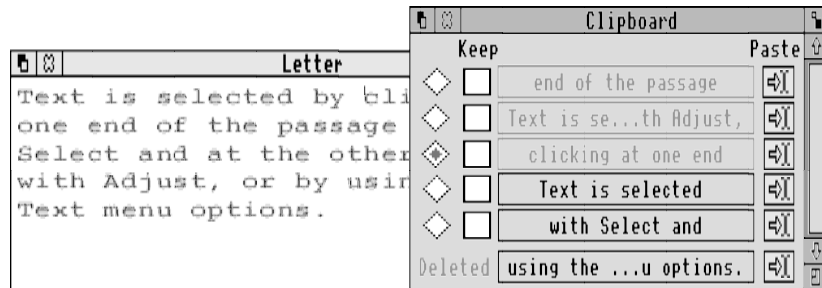 Letter
Text is selected by cli
one end of the passage
Select and at the other
with Adjust, or by usin
Text menu options.
Clipboard
Keep Paste
end of the passage
Text is se...th Adjust,
clicking at one end
Text is selected
with Select and
Deleted using the ...u options.